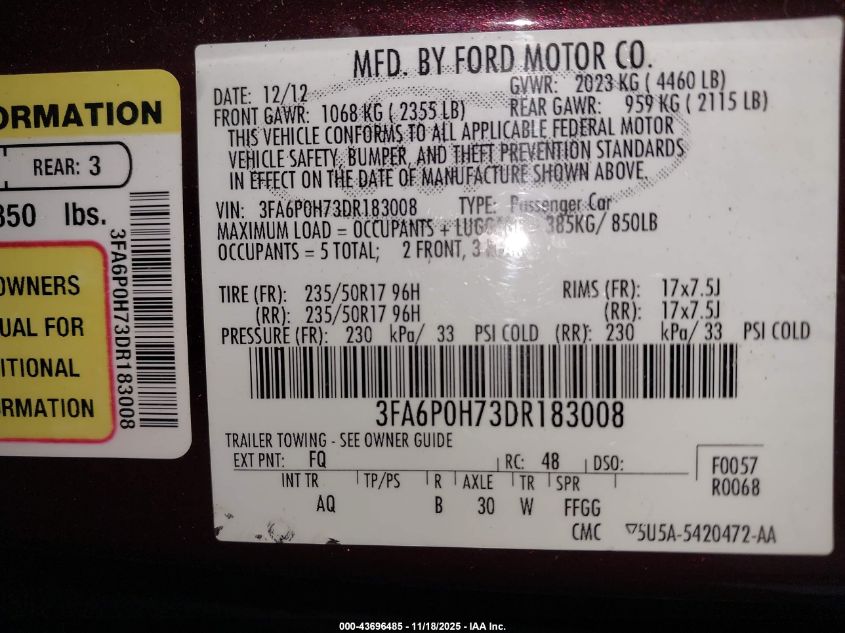 ORMATION
REAR: 3
850 lbs.
OWNERS
UAL FOR
ITIONAL
RMATION
3FA6P0H73DR183008
MFD. BY FORD MOTOR CO.
DATE: 12/12 GVWR: 2023 KG ( 4460 LB)
FRONT GAWR: 1068 KG ( 2355 LB) REAR GAWR: 959 KG ( 2115 LB)
THIS VEHICLE CONFORMS TO ALL APPLICABLE FEDERAL MOTOR
VEHICLE SAFETY, BUMPER, AND THEFT PREVENTION STANDARDS
IN EFFECT ON THE DATE OF MANUFACTURE SHOWN ABOVE.
VIN: 3FA6P0H73DR183008 TYPE: Passenger Car
MAXIMUM LOAD = OCCUPANTS + LUGGAGE = 385KG/ 850LB
OCCUPANTS = 5 TOTAL; 2 FRONT, 3
TIRE (FR): 235/50R17 96H RIMS (FR): 17x7.5J
(RR): 235/50R17 96H (RR): 17x7.5J
PRESSURE (FR): 230 kPa/ 33 PSI COLD (RR): 230 kPa/ 33 PSI COLD
3FA6P0H73DR183008
TRAILER TOWING - SEE OWNER GUIDE
EXT PNT: FQ RC: 48 DSO: F0057
INT TR TP/PS R AXLE TR SPR R0068
AQ B 30 W FFGG
CMC 5U5A-5420472-AA
000-43696485 - 11/18/2025 - IAA Inc.